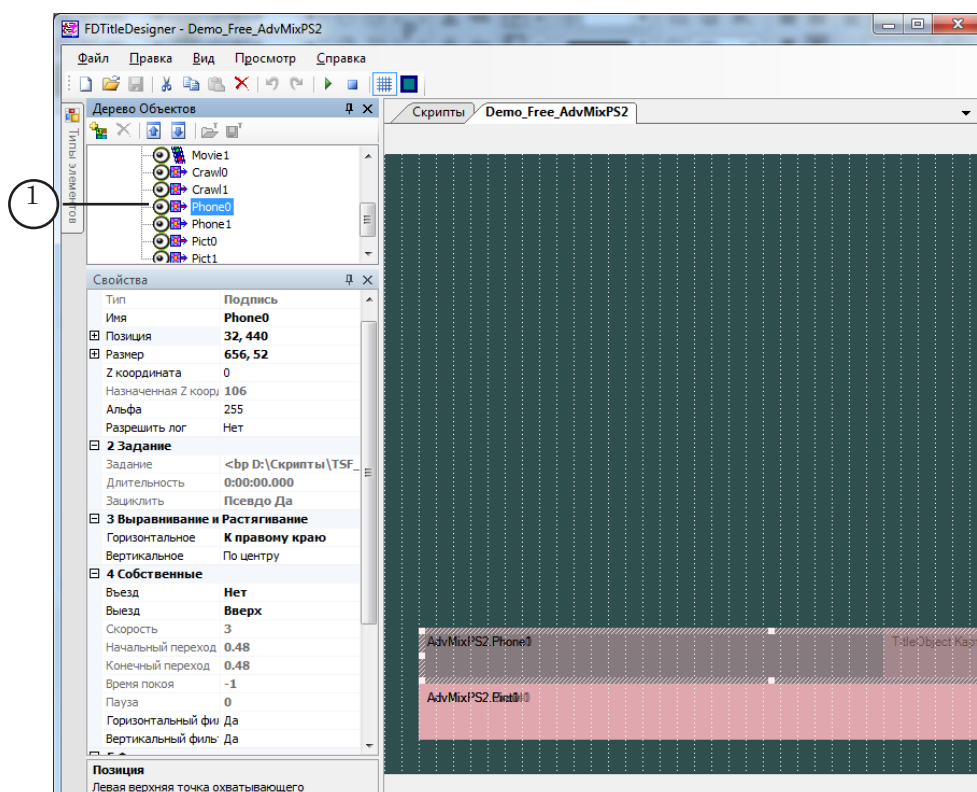 FDTitleDesigner - Demo_Free_AdvMixPS2
Файл Правка Вид Просмотр Справка
Дерево Объектов
Скрипты Demo_Free_AdvMixPS2
Типы элементов
Movie1
Crawl0
Crawl1
1
Phone0
Phone1
Pict0
Pict1
Свойства
Тип Подпись
Имя Phone0
Позиция 32, 440
Размер 656, 52
Z координата 0
Назначенная Z коорд 106
Альфа 255
Разрешить лог Нет
2 Задание
Задание <bp D:\Скрипты\TSF_
Длительность 0:00:00.000
Зациклить Псевдо Да
3 Выравнивание и Растягивание
Горизонтальное К правому краю
Вертикальное По центру
4 Собственные
Въезд Нет
Выезд Вверх
Скорость 3
Начальный переход 0.48
Конечный переход 0.48
Время покоя -1
Пауза 0
Горизонтальный фил Да
Вертикальный филь Да
Позиция
Левая верхняя точка охватывающего
AdvMixPS2.Phone0
AdvMixPS2.Pict0